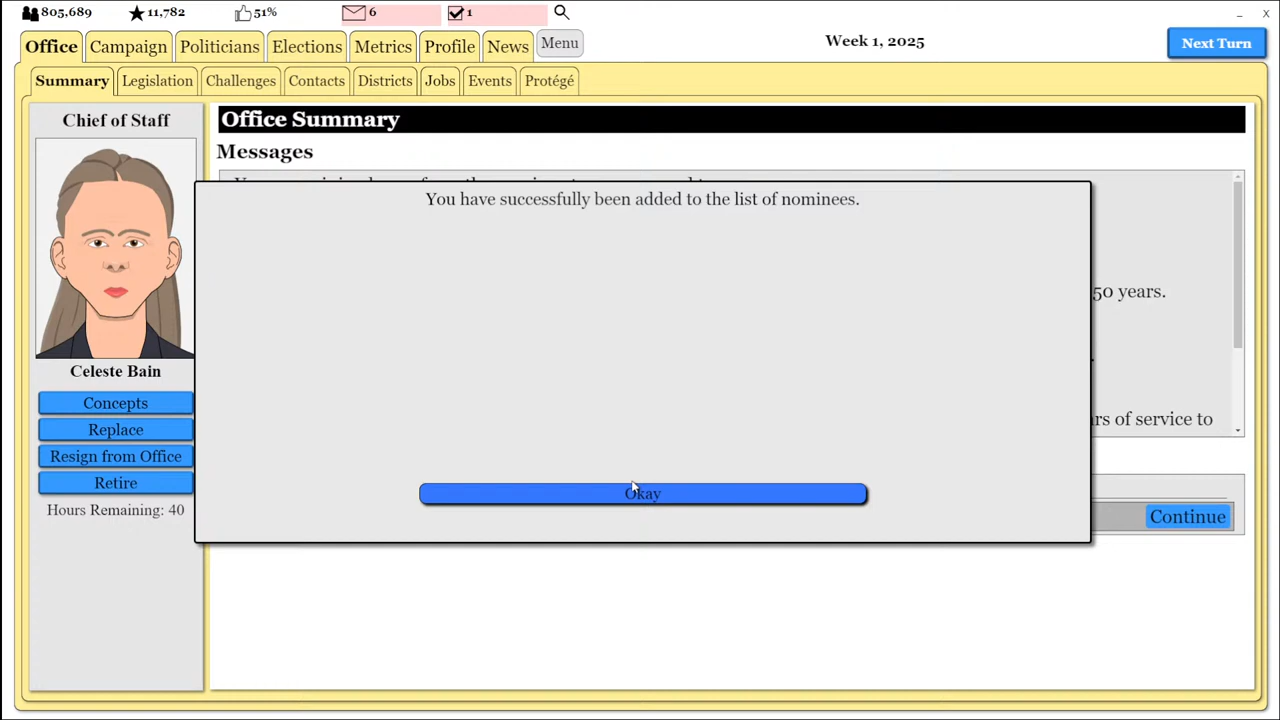 805,689 11,782 51% 6 1
Office Campaign Politicians Elections Metrics Profile News Menu Week 1, 2025 Next Turn
_ X
Summary Legislation Challenges Contacts Districts Jobs Events Protégé
Chief of Staff
Office Summary
Messages
You have successfully been added to the list of nominees.
50 years.
Celeste Bain
Concepts
rs of service to
Replace
Resign from Office
Retire
Okay
Hours Remaining: 40
Continue